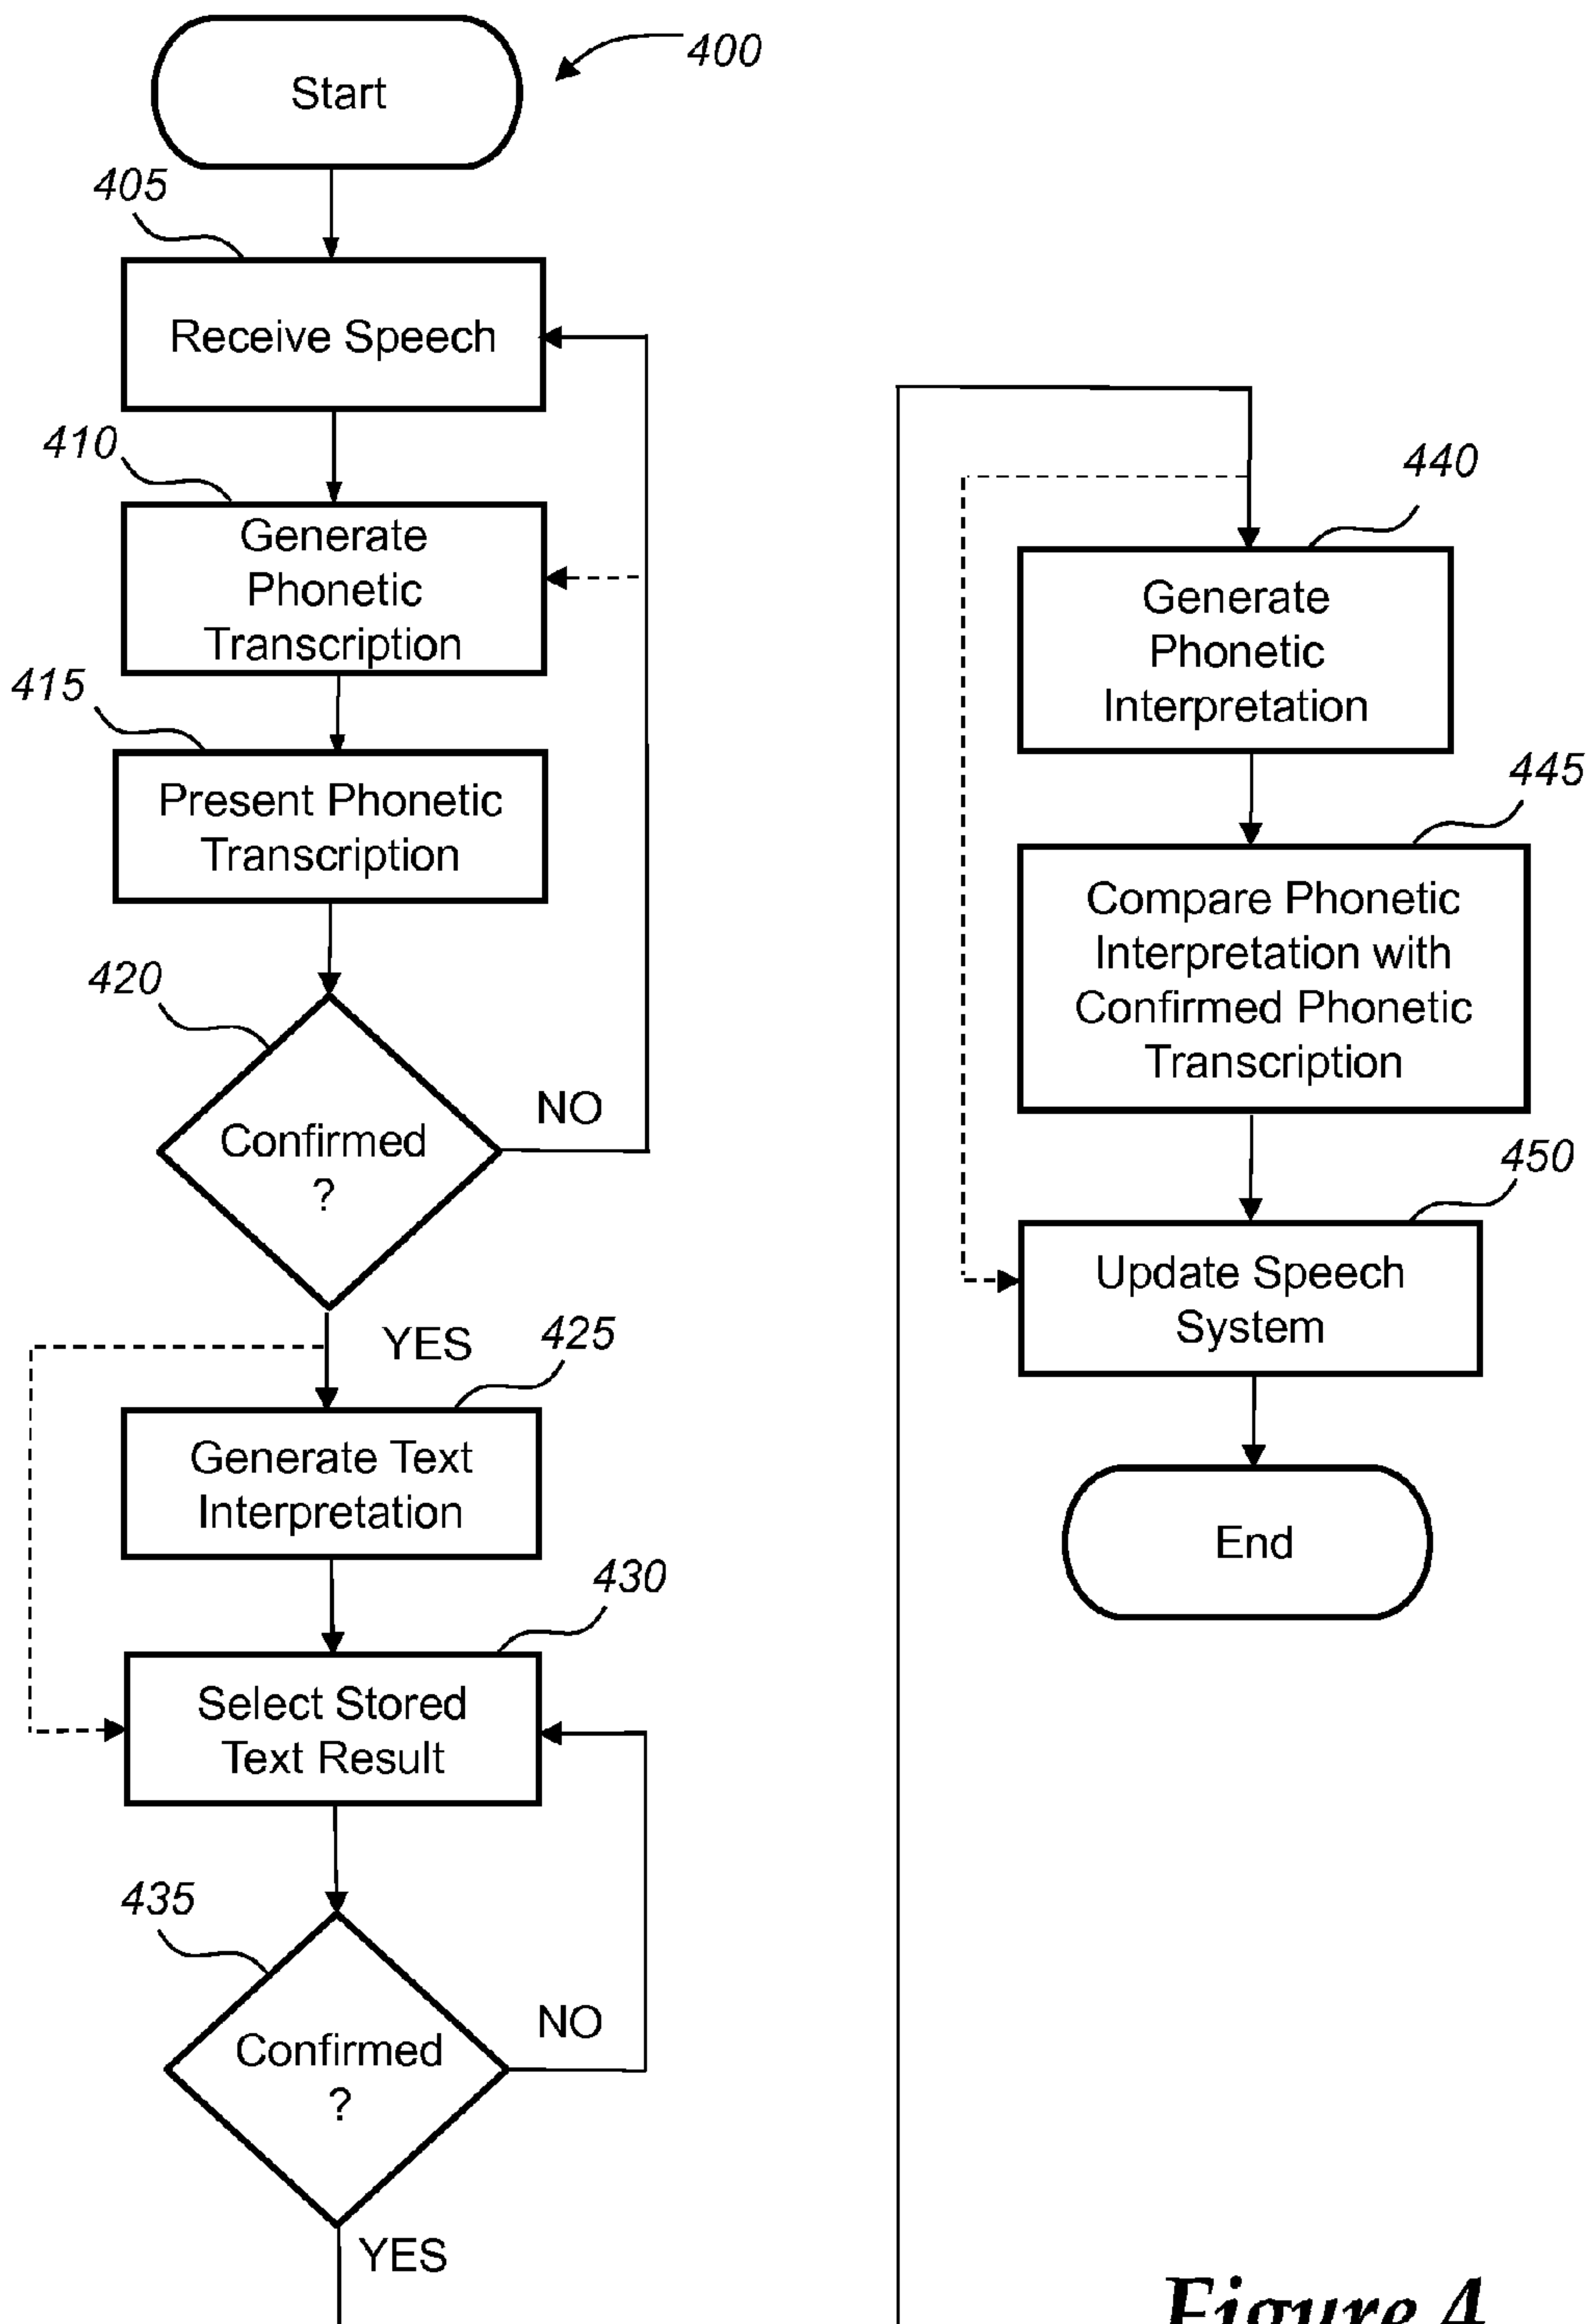 Start
400
405
Receive Speech
410
Generate
Phonetic
Transcription
415
Present Phonetic
Transcription
420
Confirmed
?
NO
YES
425
Generate Text
Interpretation
430
Select Stored
Text Result
435
Confirmed
?
NO
YES
440
Generate
Phonetic
Interpretation
445
Compare Phonetic
Interpretation with
Confirmed Phonetic
Transcription
450
Update Speech
System
End
Figure 4